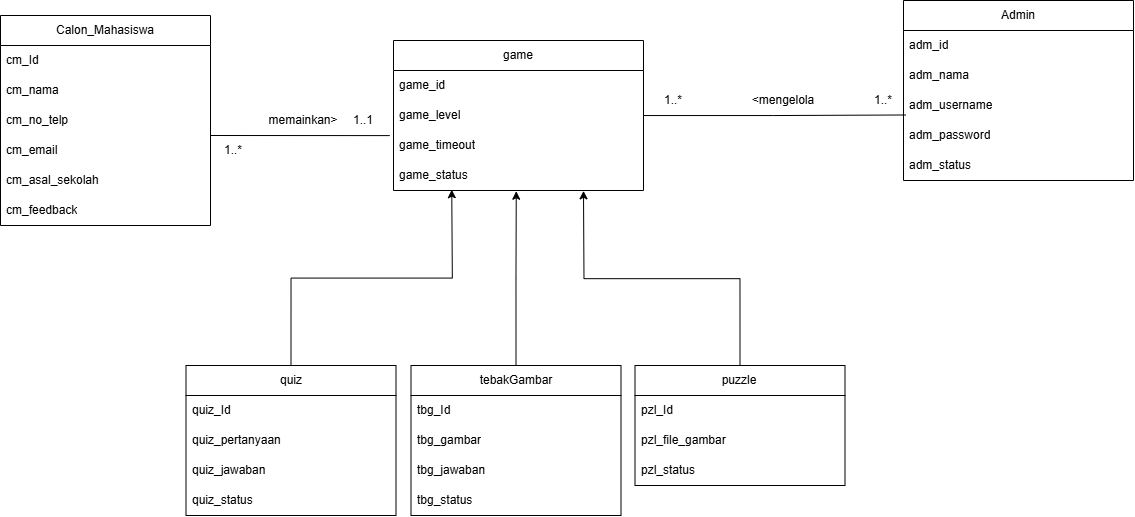 Calon_Mahasiswa
cm_Id
cm_nama
cm_no_telp
cm_email
cm_asal_sekolah
cm_feedback
memainkan>
1..1
1..*
game
game_id
game_level
game_timeout
game_status
1..*
<mengelola
1..*
Admin
adm_id
adm_nama
adm_username
adm_password
adm_status
quiz
quiz_Id
quiz_pertanyaan
quiz_jawaban
quiz_status
tebakGambar
tbg_Id
tbg_gambar
tbg_jawaban
tbg_status
puzzle
pzl_Id
pzl_file_gambar
pzl_status